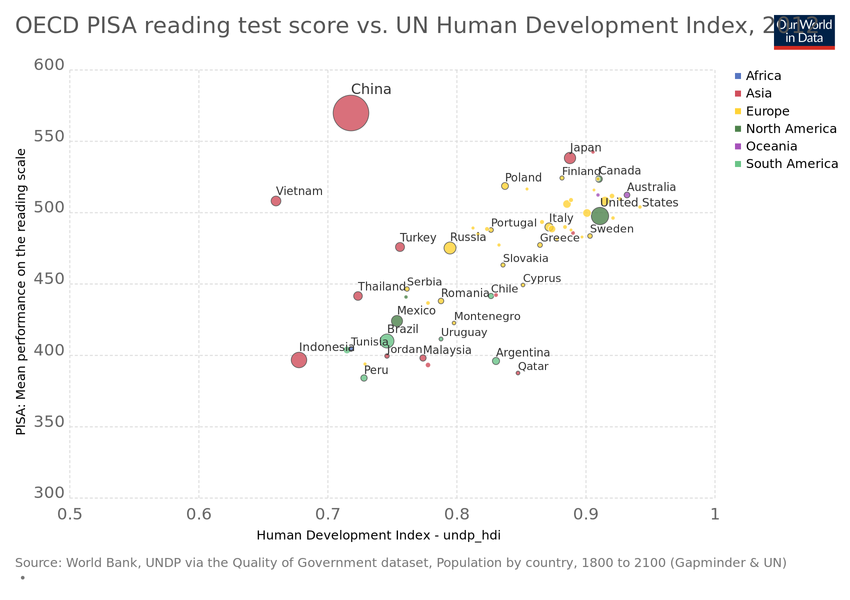 OECD PISA reading test score vs. UN Human Development Index, 2012
Our World
in Data
PISA: Mean performance on the reading scale
600
550
500
450
400
350
300
0.5
0.6
0.7
0.8
0.9
1
Human Development Index - undp_hdi
China
Japan
Vietnam
Poland
Finland
Canada
Australia
United States
Portugal
Italy
Sweden
Turkey
Russia
Greece
Slovakia
Thailand
Serbia
Cyprus
Romania
Chile
Mexico
Montenegro
Brazil
Uruguay
Indonesia
Tunisia
Jordan
Malaysia
Argentina
Peru
Qatar
Africa
Asia
Europe
North America
Oceania
South America
Source: World Bank, UNDP via the Quality of Government dataset, Population by country, 1800 to 2100 (Gapminder & UN)
•